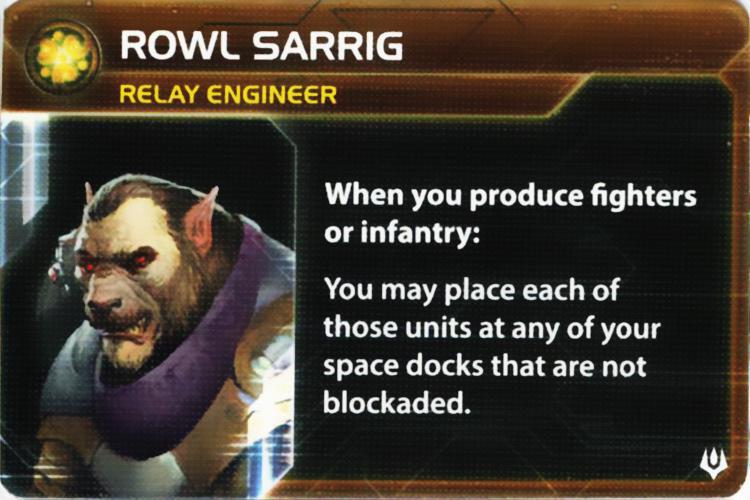 ROWL SARRIG
RELAY ENGINEER
When you produce fighters
or infantry:
You may place each of
those units at any of your
space docks that are not
blockaded.